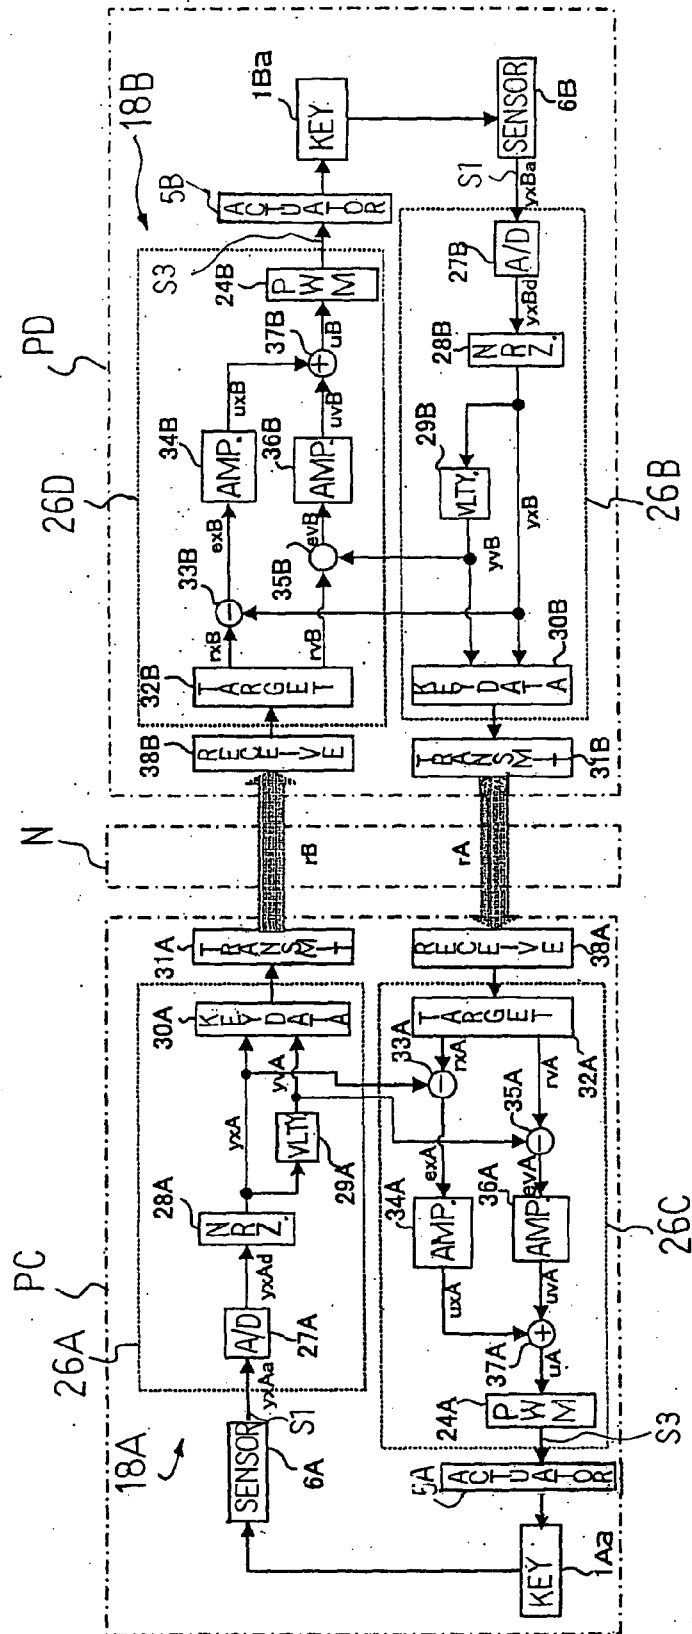 PC
N
PD
26A
18A
SENSOR
6A
S1
yxAa
A/D
27A
yxAd
28A
NRZ.
yxA
VLTY.
29A
yvA
30A
KEYDATA
31A
TRANSMIT
rB
38B
RECEIVE
26D
32B
TARGET
rxB
rvB
33B
exB
35B
evB
34B
AMP.
36B
AMP.
uxB
uvB
37B
uB
24B
PWM
S3
5B
ACTUATOR
18B
1Ba
KEY
KEY
1Aa
5A
ACTUATOR
S3
24A
PWM
uA
37A
uxA
uvA
34A
AMP.
36A
AMP.
exA
evA
33A
35A
rxA
rvA
TARGET
32A
26C
RECEIVE
38A
rA
TRANSMIT
31B
KEYDATA
30B
yvB
yxB
29B
VLTY.
28B
NRZ.
yxBd
27B
A/D
yxBa
S1
SENSOR
6B
26B